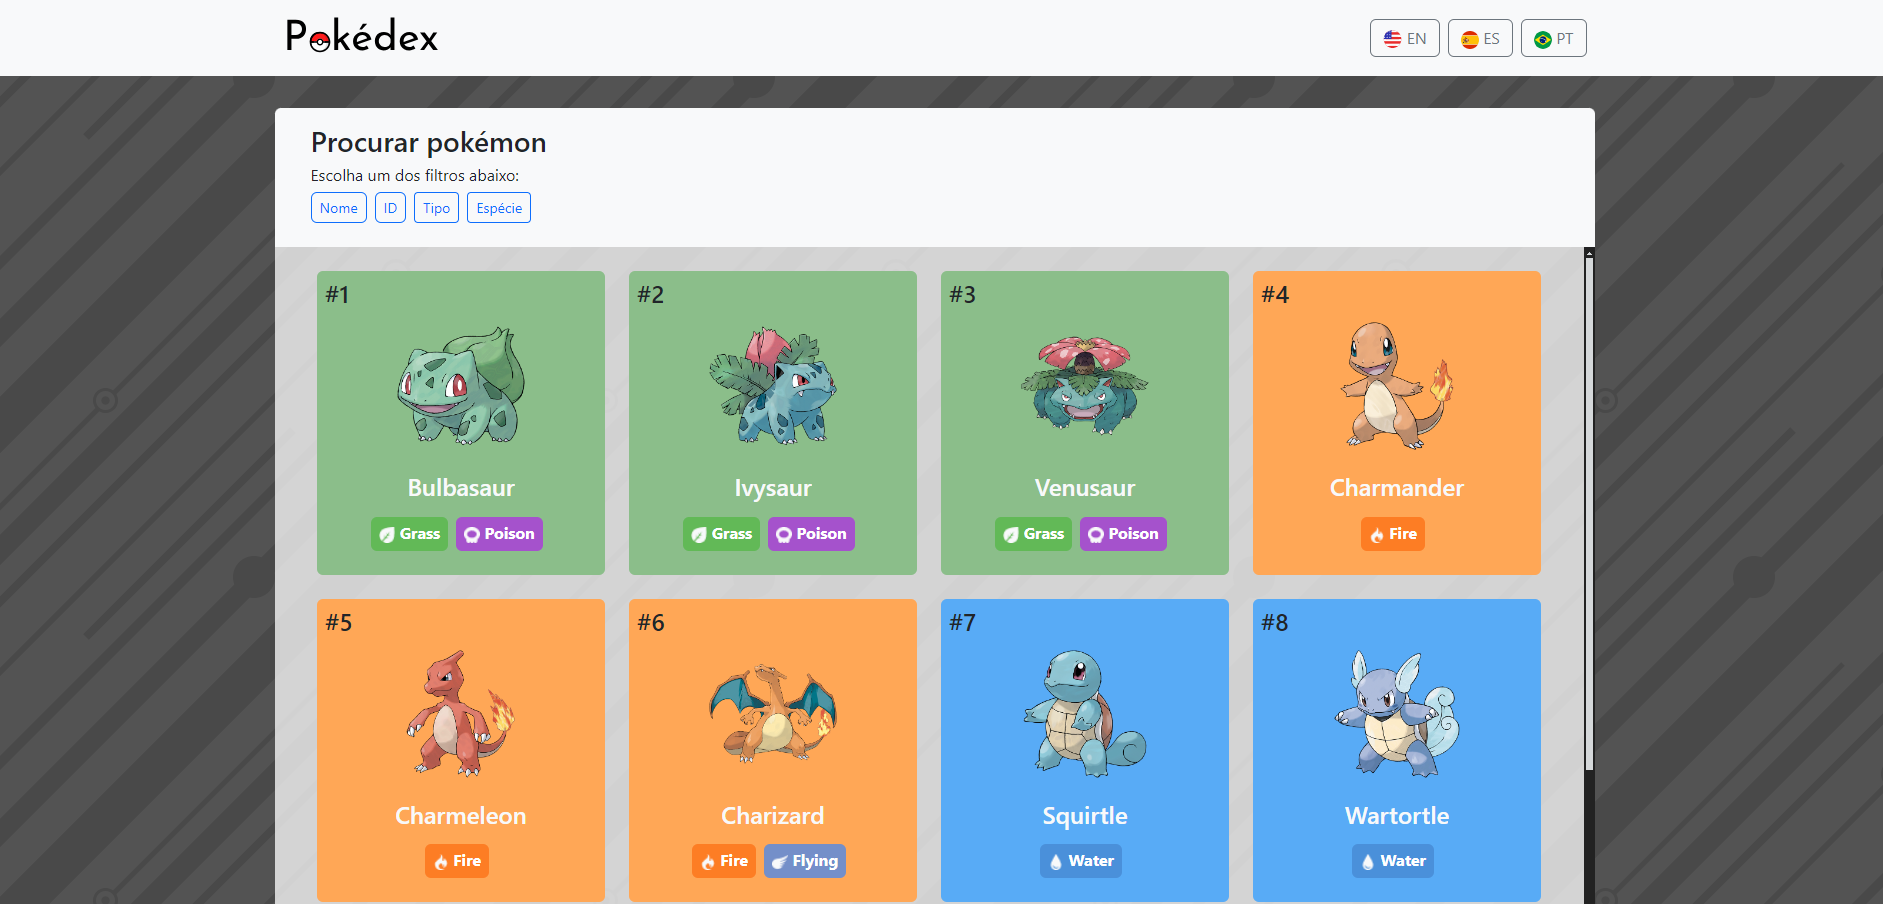 Pokédex
EN ES PT
Procurar pokémon
Escolha um dos filtros abaixo:
Nome ID Tipo Espécie
#1 #2 #3 #4
Bulbasaur Ivysaur Venusaur Charmander
Grass Poison Grass Poison Grass Poison Fire
#5 #6 #7 #8
Charmeleon Charizard Squirtle Wartortle
Fire Fire Flying Water Water